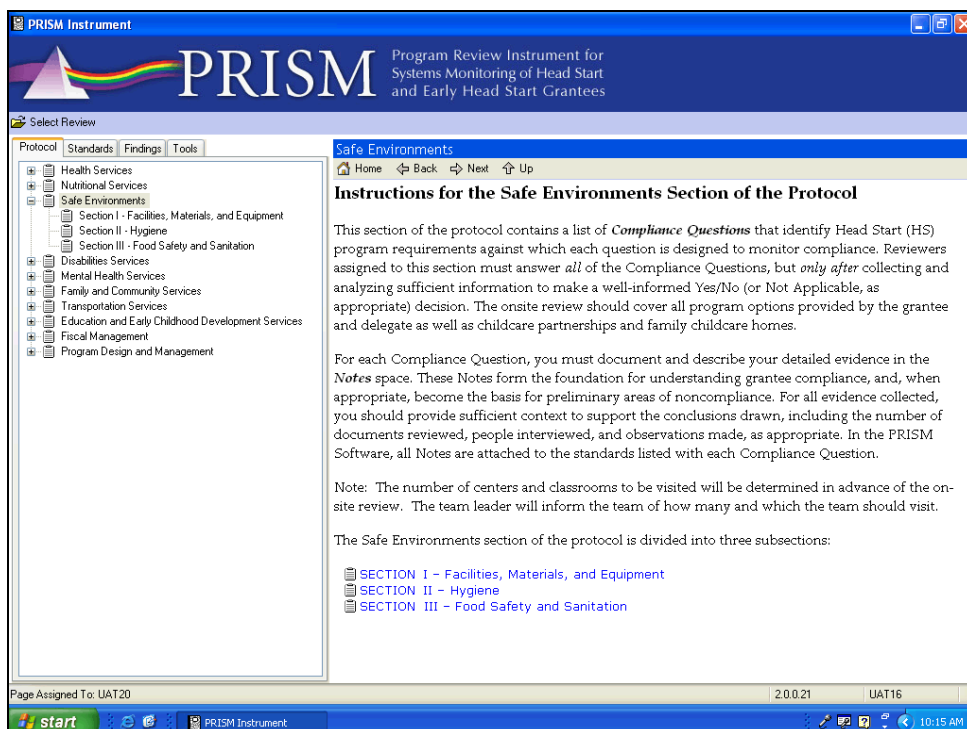 PRISM Instrument
PRISM
Program Review Instrument for
Systems Monitoring of Head Start
and Early Head Start Grantees
Select Review
Protocol Standards Findings Tools
Health Services
Nutritional Services
Safe Environments
Section I - Facilities, Materials, and Equipment
Section II - Hygiene
Section III - Food Safety and Sanitation
Disabilities Services
Mental Health Services
Family and Community Services
Transportation Services
Education and Early Childhood Development Services
Fiscal Management
Program Design and Management
Safe Environments
Home Back Next Up
Instructions for the Safe Environments Section of the Protocol
This section of the protocol contains a list of Compliance Questions that identify Head Start (HS)
program requirements against which each question is designed to monitor compliance. Reviewers
assigned to this section must answer all of the Compliance Questions, but only after collecting and
analyzing sufficient information to make a well-informed Yes/No (or Not Applicable, as
appropriate) decision. The onsite review should cover all program options provided by the grantee
and delegate as well as childcare partnerships and family childcare homes.
For each Compliance Question, you must document and describe your detailed evidence in the
Notes space. These Notes form the foundation for understanding grantee compliance, and, when
appropriate, become the basis for preliminary areas of noncompliance. For all evidence collected,
you should provide sufficient context to support the conclusions drawn, including the number of
documents reviewed, people interviewed, and observations made, as appropriate. In the PRISM
Software, all Notes are attached to the standards listed with each Compliance Question.
Note: The number of centers and classrooms to be visited will be determined in advance of the on-
site review. The team leader will inform the team of how many and which the team should visit.
The Safe Environments section of the protocol is divided into three subsections:
SECTION I – Facilities, Materials, and Equipment
SECTION II – Hygiene
SECTION III – Food Safety and Sanitation
Page Assigned To: UAT20
2.0.0.21
UAT16
start
PRISM Instrument
10:15 AM